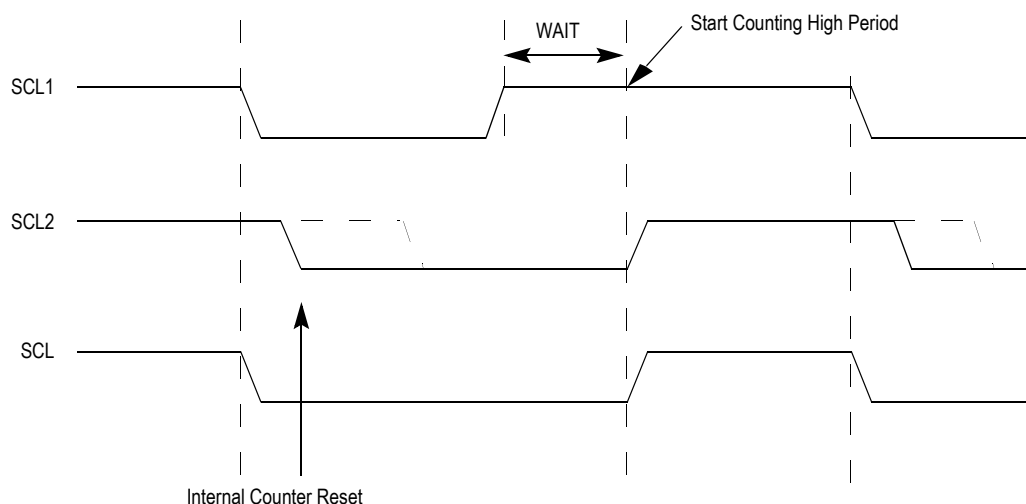 Start Counting High Period
WAIT
SCL1
SCL2
SCL
Internal Counter Reset